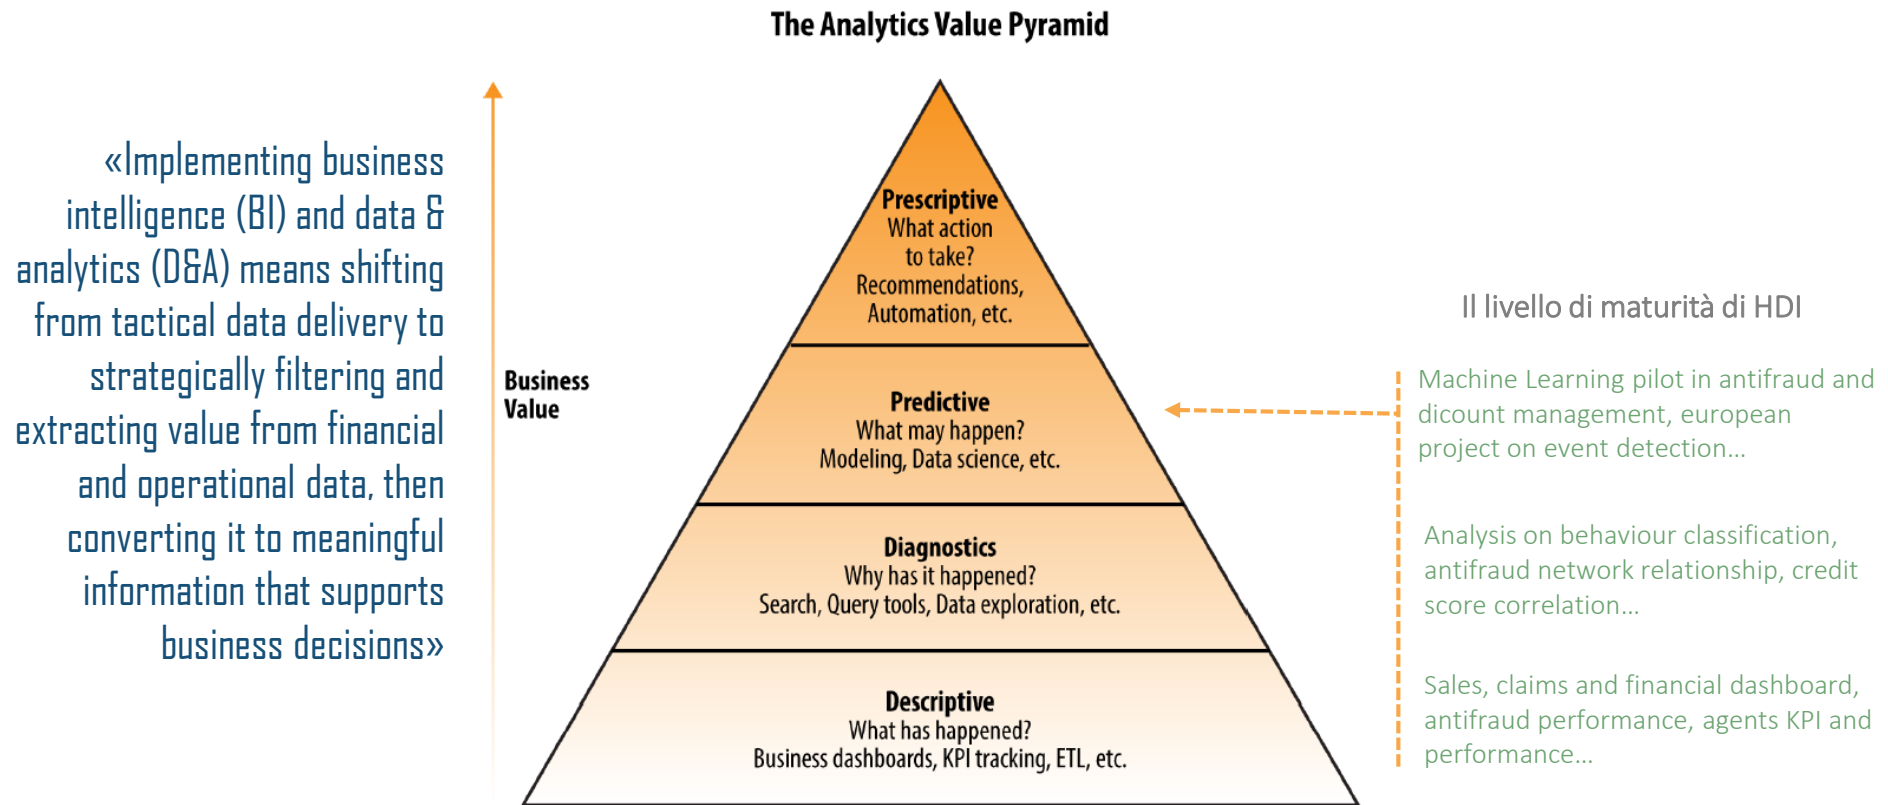 The Analytics Value Pyramid
«Implementing business
intelligence (BI) and data &
analytics (D&A) means shifting
from tactical data delivery to
strategically filtering and
extracting value from financial
and operational data, then
converting it to meaningful
information that supports
business decisions»
Business
Value
Prescriptive
What action
to take?
Recommendations,
Automation, etc.
Predictive
What may happen?
Modeling, Data science, etc.
Diagnostics
Why has it happened?
Search, Query tools, Data exploration, etc.
Descriptive
What has happened?
Business dashboards, KPI tracking, ETL, etc.
Il livello di maturità di HDI
Machine Learning pilot in antifraud and
dicount management, european
project on event detection...
Analysis on behaviour classification,
antifraud network relationship, credit
score correlation...
Sales, claims and financial dashboard,
antifraud performance, agents KPI and
performance...